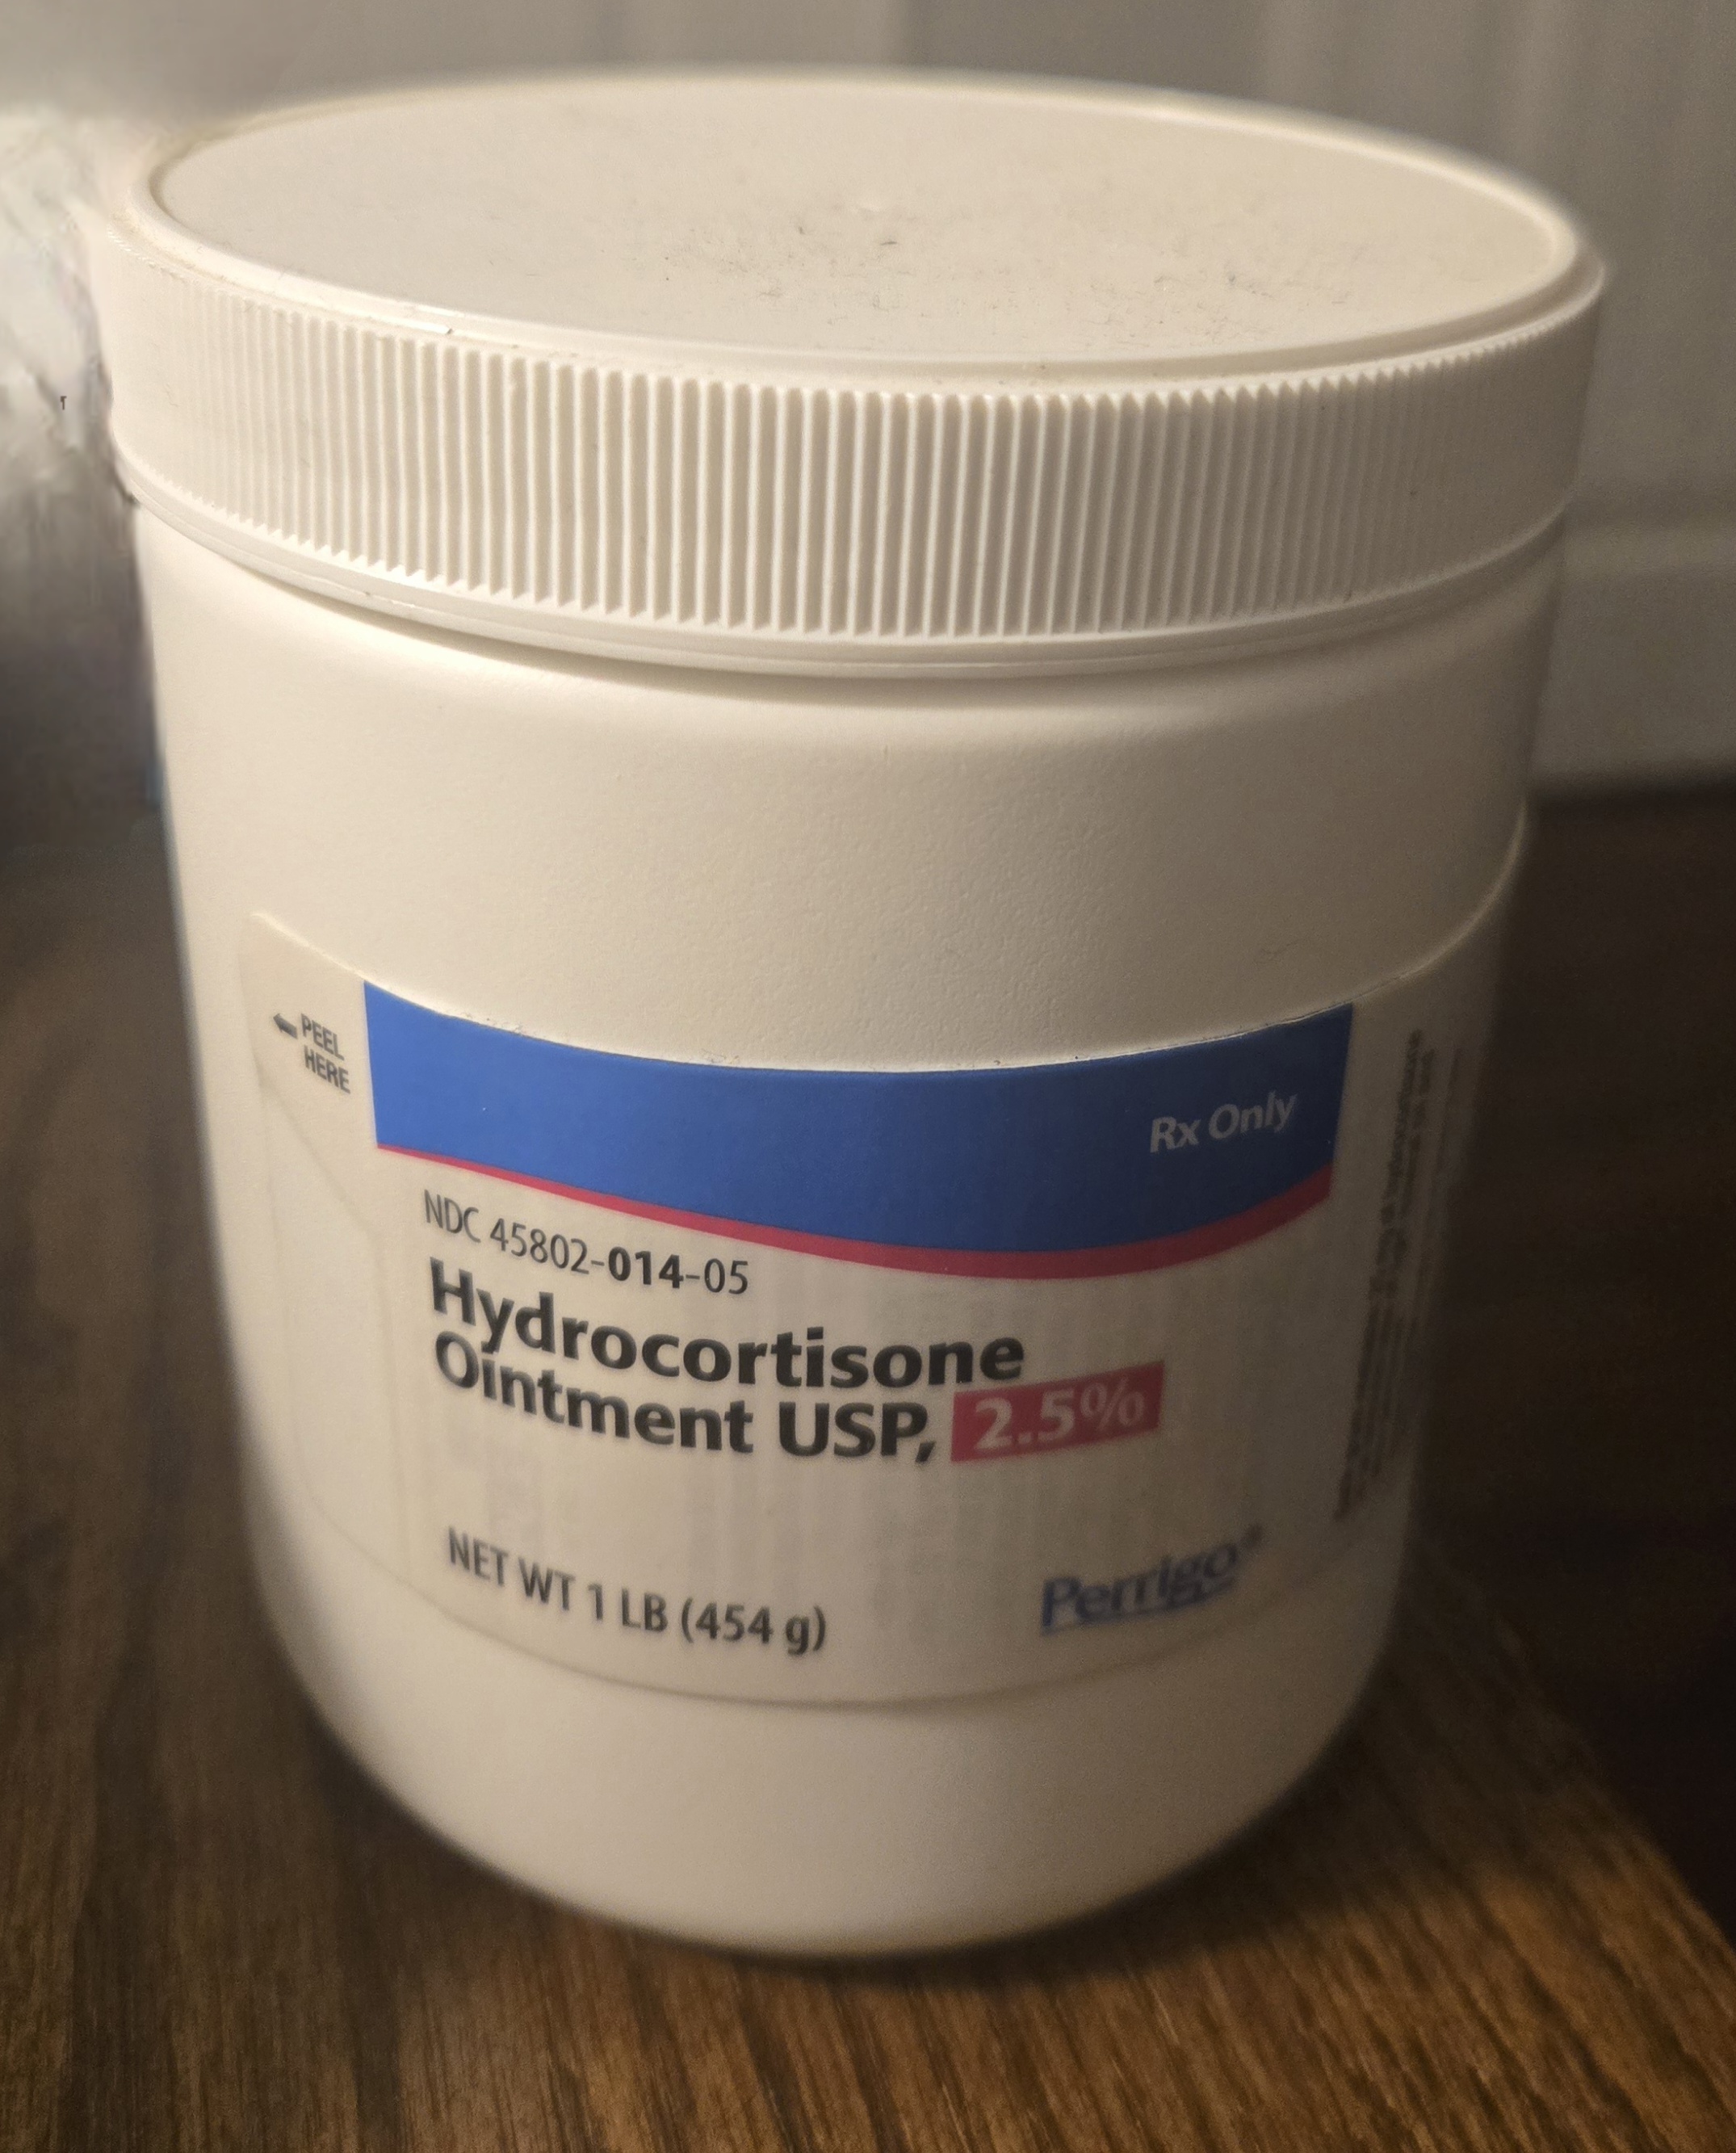 PEEL
HERE
Rx Only
NDC 45802-014-05
Hydrocortisone
Ointment USP, 2.5%
NET WT 1 LB (454 g)
Perrigo®